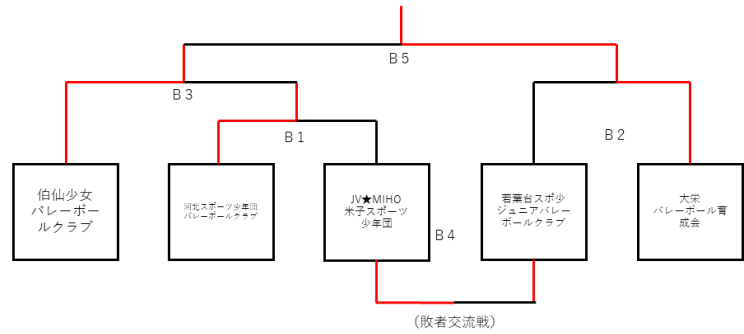 B5
B3
B1
B2
伯仙少女
バレーボー
ルクラブ
河北スポーツ少年団
バレーボールクラブ
JV★MIHO
米子スポーツ
少年団
若葉台スポ少
ジュニアバレー
ボールクラブ
大栄
バレーボール育
成会
B4
(敗者交流戦)